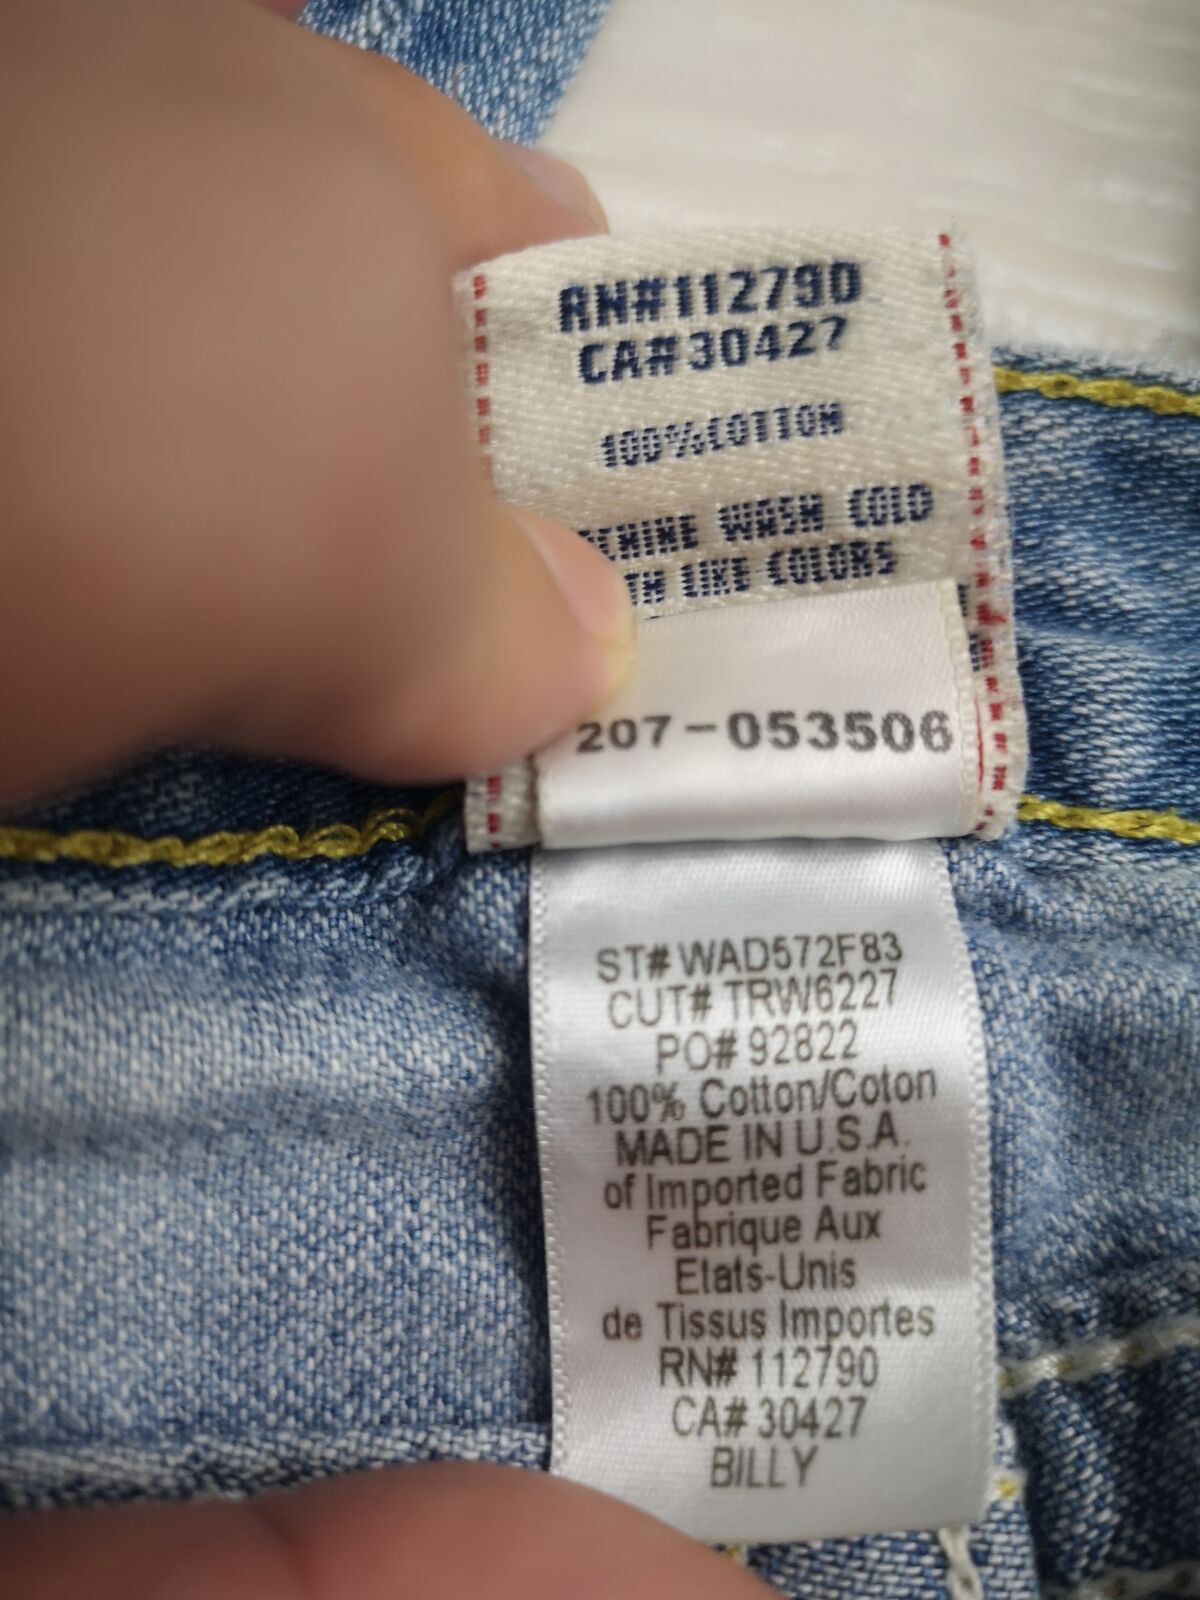 RN#112790
CA#30427
100%COTTON
WASH COLD
LIKE COLORS
207-053506
ST# WAD572F83
CUT# TRW6227
PO# 92822
100% Cotton/Coton
MADE IN U.S.A.
of Imported Fabric
Fabrique Aux
Etats-Unis
de Tissus Importes
RN# 112790
CA# 30427
BILLY